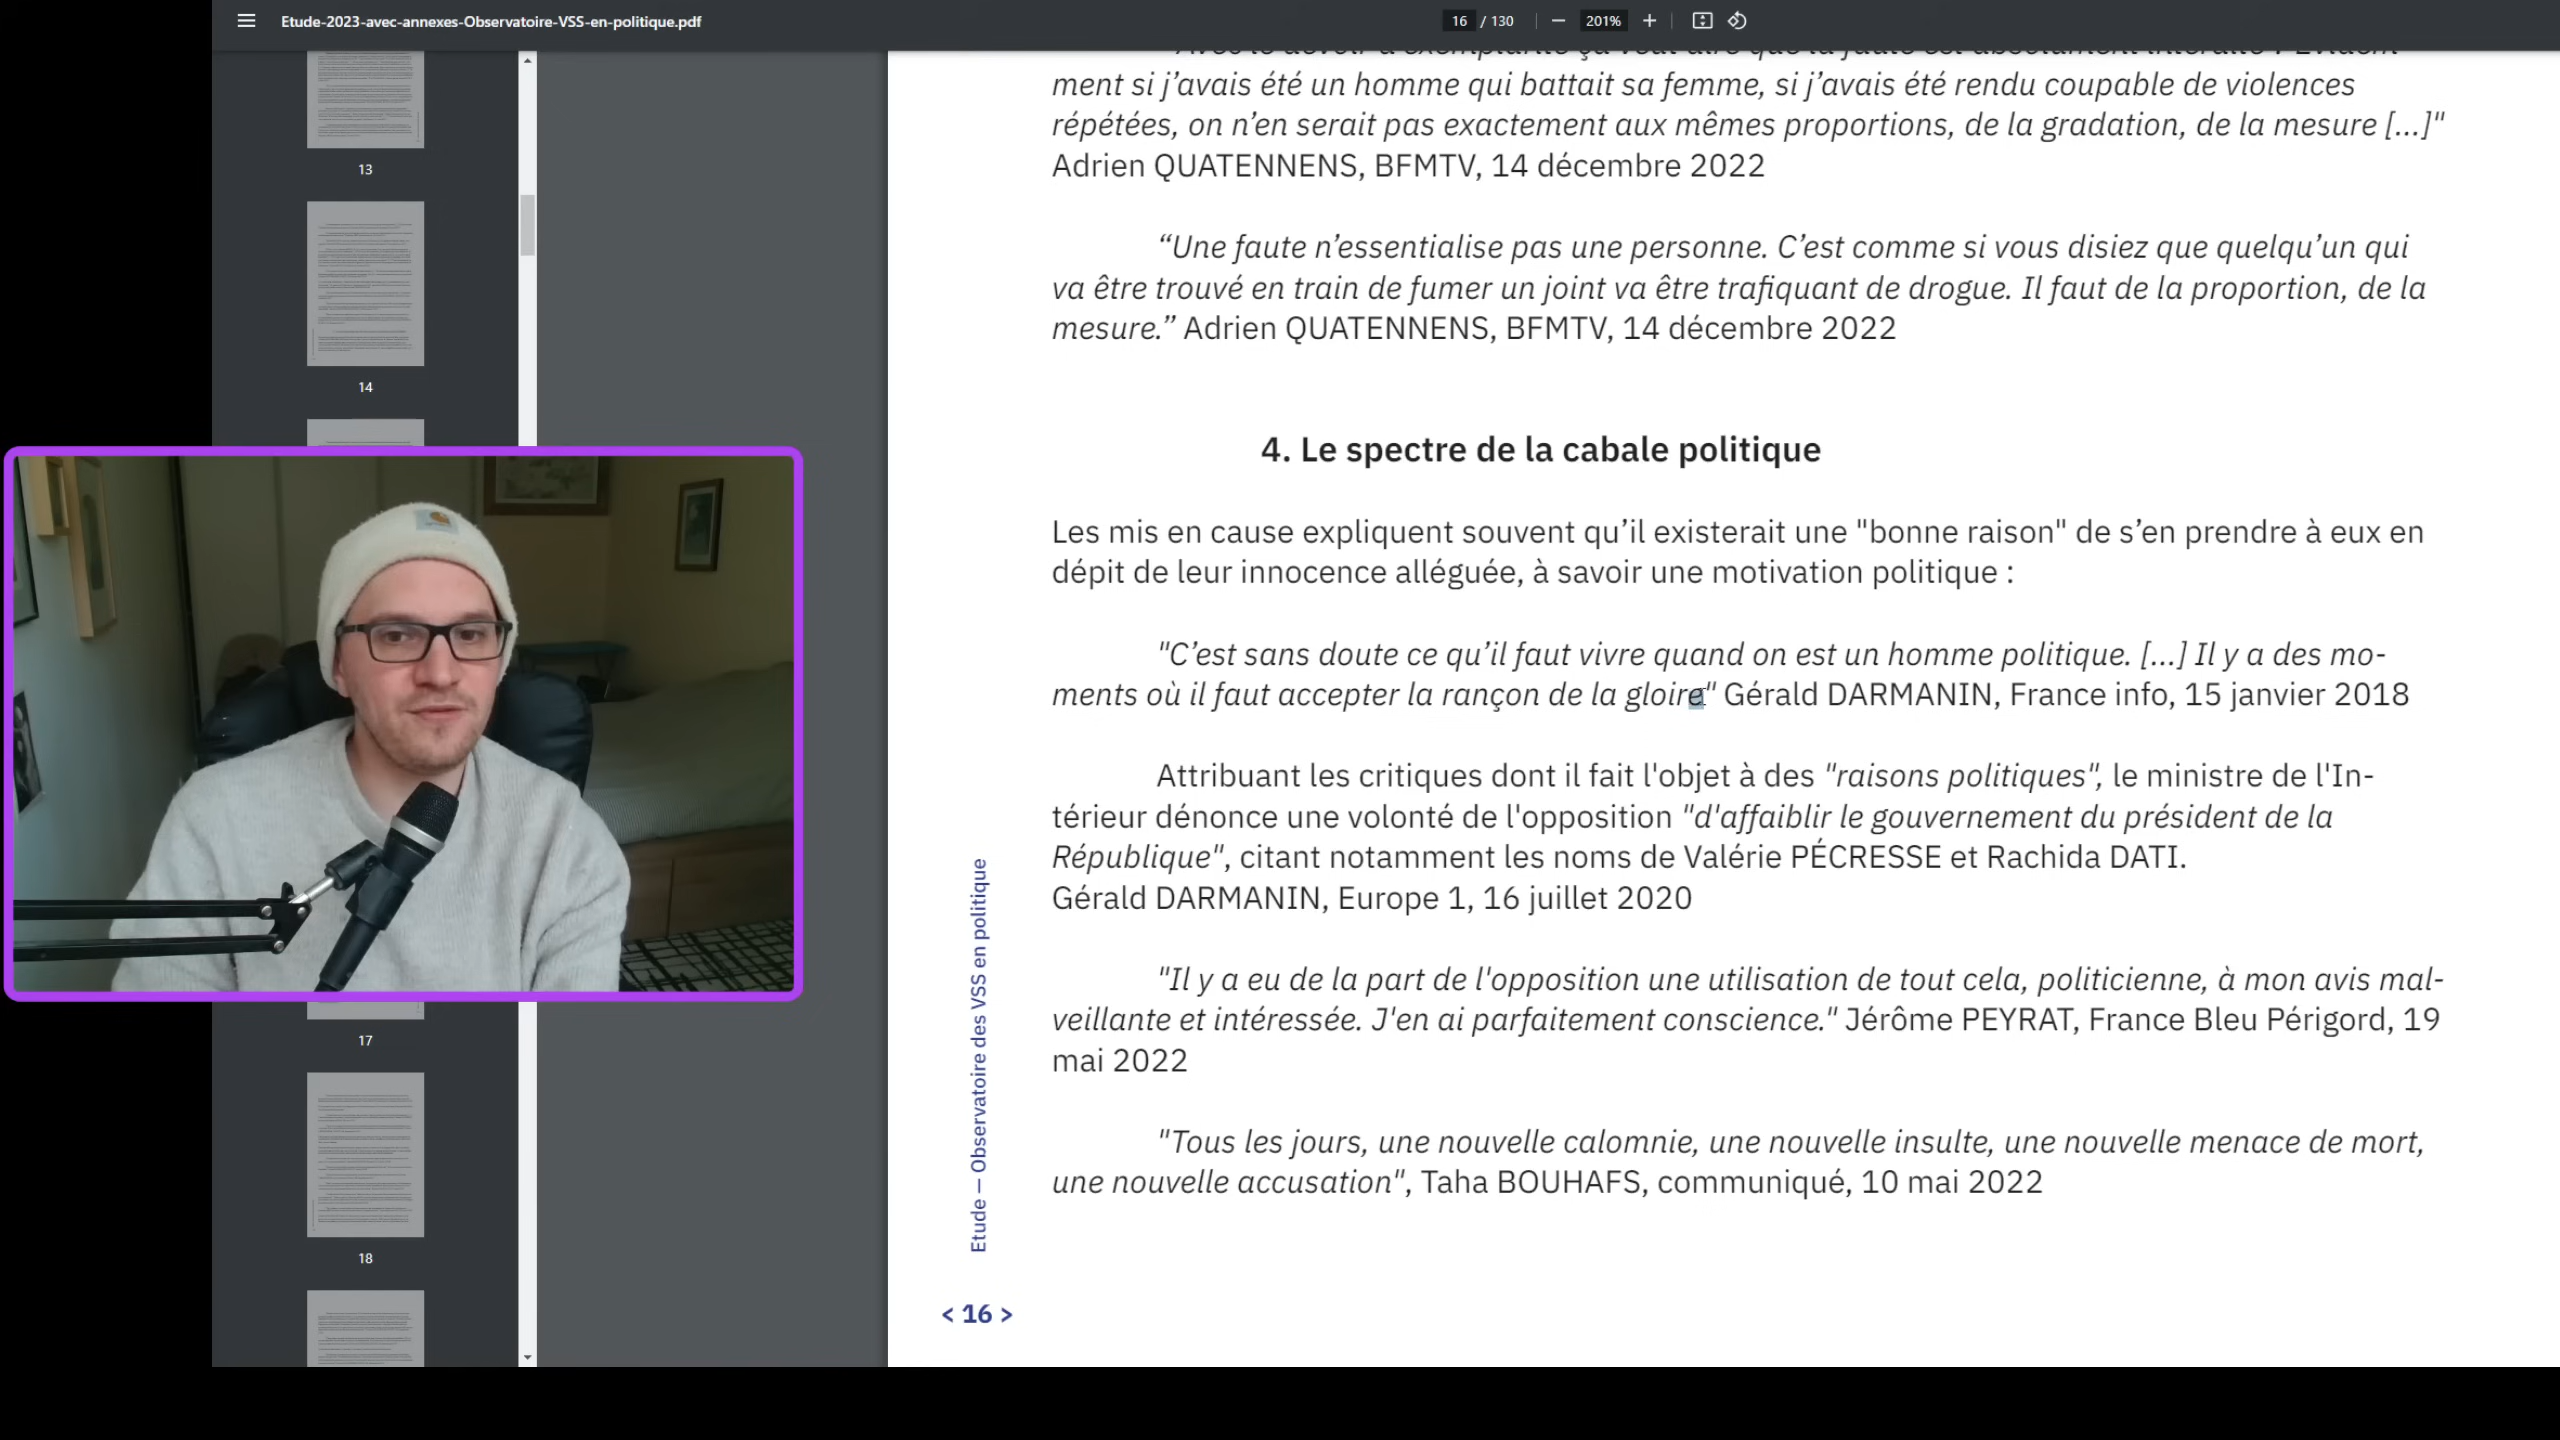 Etude-2023-avec-annexes-Observatoire-VSS-en-politique.pdf
16 / 130
201%
13
14
17
18
ment si j’avais été un homme qui battait sa femme, si j’avais été rendu coupable de violences
répétées, on n’en serait pas exactement aux mêmes proportions, de la gradation, de la mesure [...]"
Adrien QUATENNENS, BFMTV, 14 décembre 2022
“Une faute n’essentialise pas une personne. C’est comme si vous disiez que quelqu’un qui
va être trouvé en train de fumer un joint va être trafiquant de drogue. Il faut de la proportion, de la
mesure.” Adrien QUATENNENS, BFMTV, 14 décembre 2022
4. Le spectre de la cabale politique
Les mis en cause expliquent souvent qu’il existerait une "bonne raison" de s’en prendre à eux en
dépit de leur innocence alléguée, à savoir une motivation politique :
"C’est sans doute ce qu’il faut vivre quand on est un homme politique. [...] Il y a des mo-
ments où il faut accepter la rançon de la gloire" Gérald DARMANIN, France info, 15 janvier 2018
Attribuant les critiques dont il fait l'objet à des "raisons politiques", le ministre de l'In-
térieur dénonce une volonté de l'opposition "d'affaiblir le gouvernement du président de la
République", citant notamment les noms de Valérie PÉCRESSE et Rachida DATI.
Gérald DARMANIN, Europe 1, 16 juillet 2020
"Il y a eu de la part de l'opposition une utilisation de tout cela, politicienne, à mon avis mal-
veillante et intéressée. J'en ai parfaitement conscience." Jérôme PEYRAT, France Bleu Périgord, 19
mai 2022
"Tous les jours, une nouvelle calomnie, une nouvelle insulte, une nouvelle menace de mort,
une nouvelle accusation", Taha BOUHAFS, communiqué, 10 mai 2022
Etude — Observatoire des VSS en politique
< 16 >